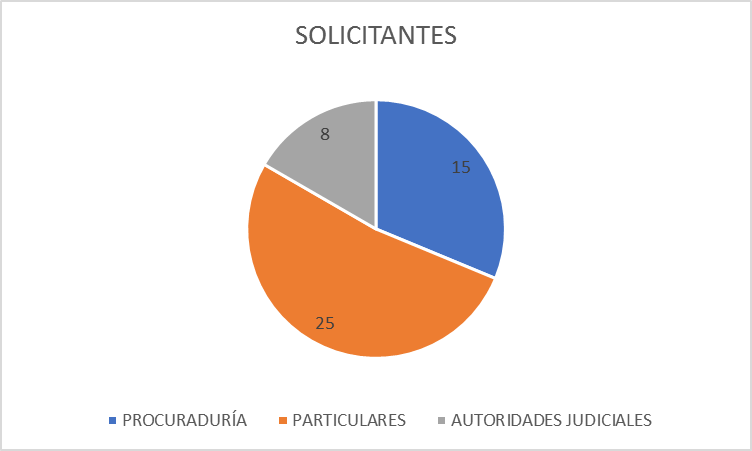 SOLICITANTES
8
15
25
PROCURADURÍA PARTICULARES AUTORIDADES JUDICIALES